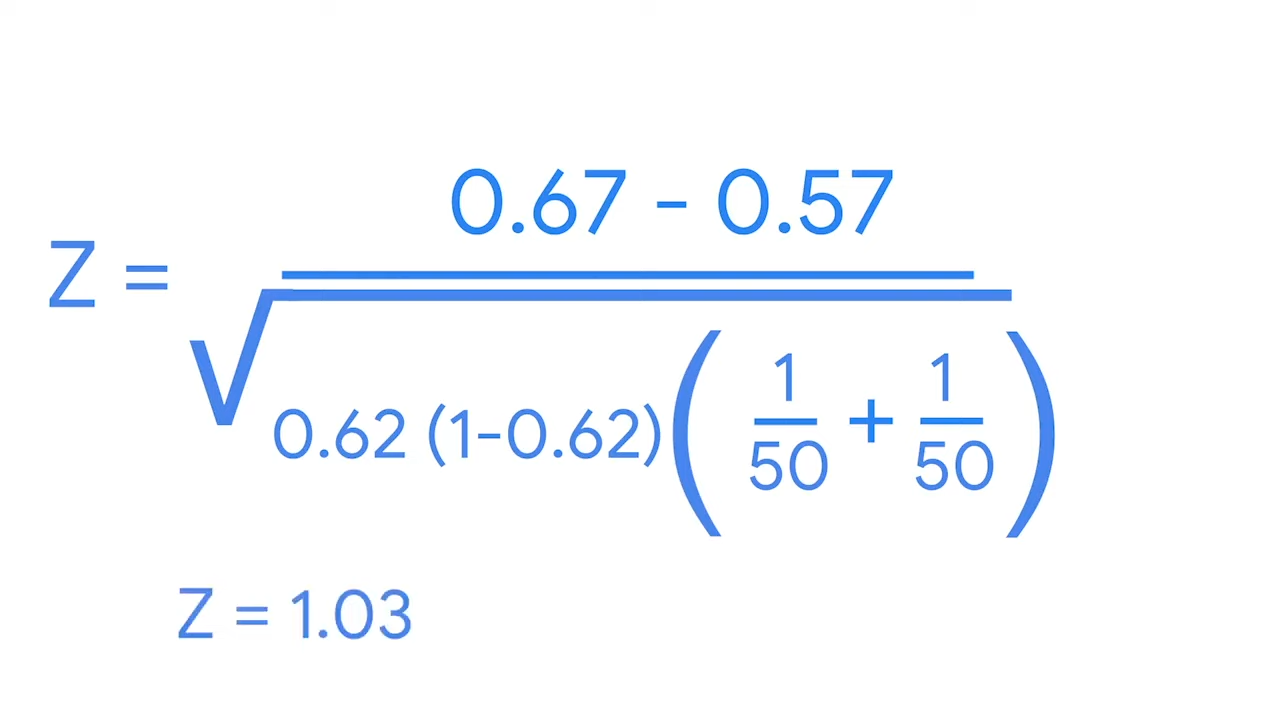 0.67 - 0.57
Z = √
0.62 (1-0.62) ( 1/50 + 1/50 )
Z = 1.03